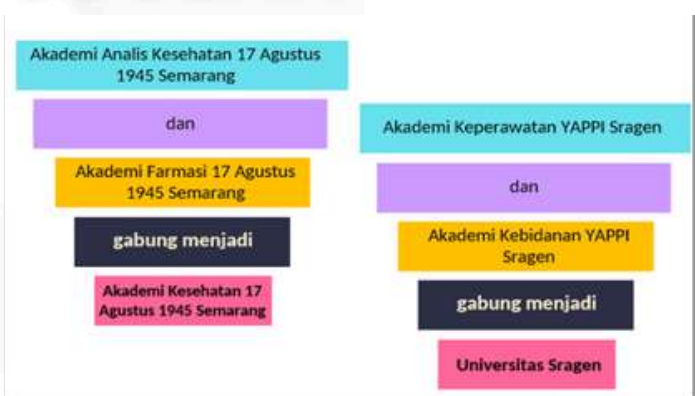 Akademi Analis Kesehatan 17 Agustus
1945 Semarang
dan
Akademi Farmasi 17 Agustus
1945 Semarang
gabung menjadi
Akademi Kesehatan 17
Agustus 1945 Semarang
Akademi Keperawatan YAPPI Sragen
dan
Akademi Kebidanan YAPPI
Sragen
gabung menjadi
Universitas Sragen